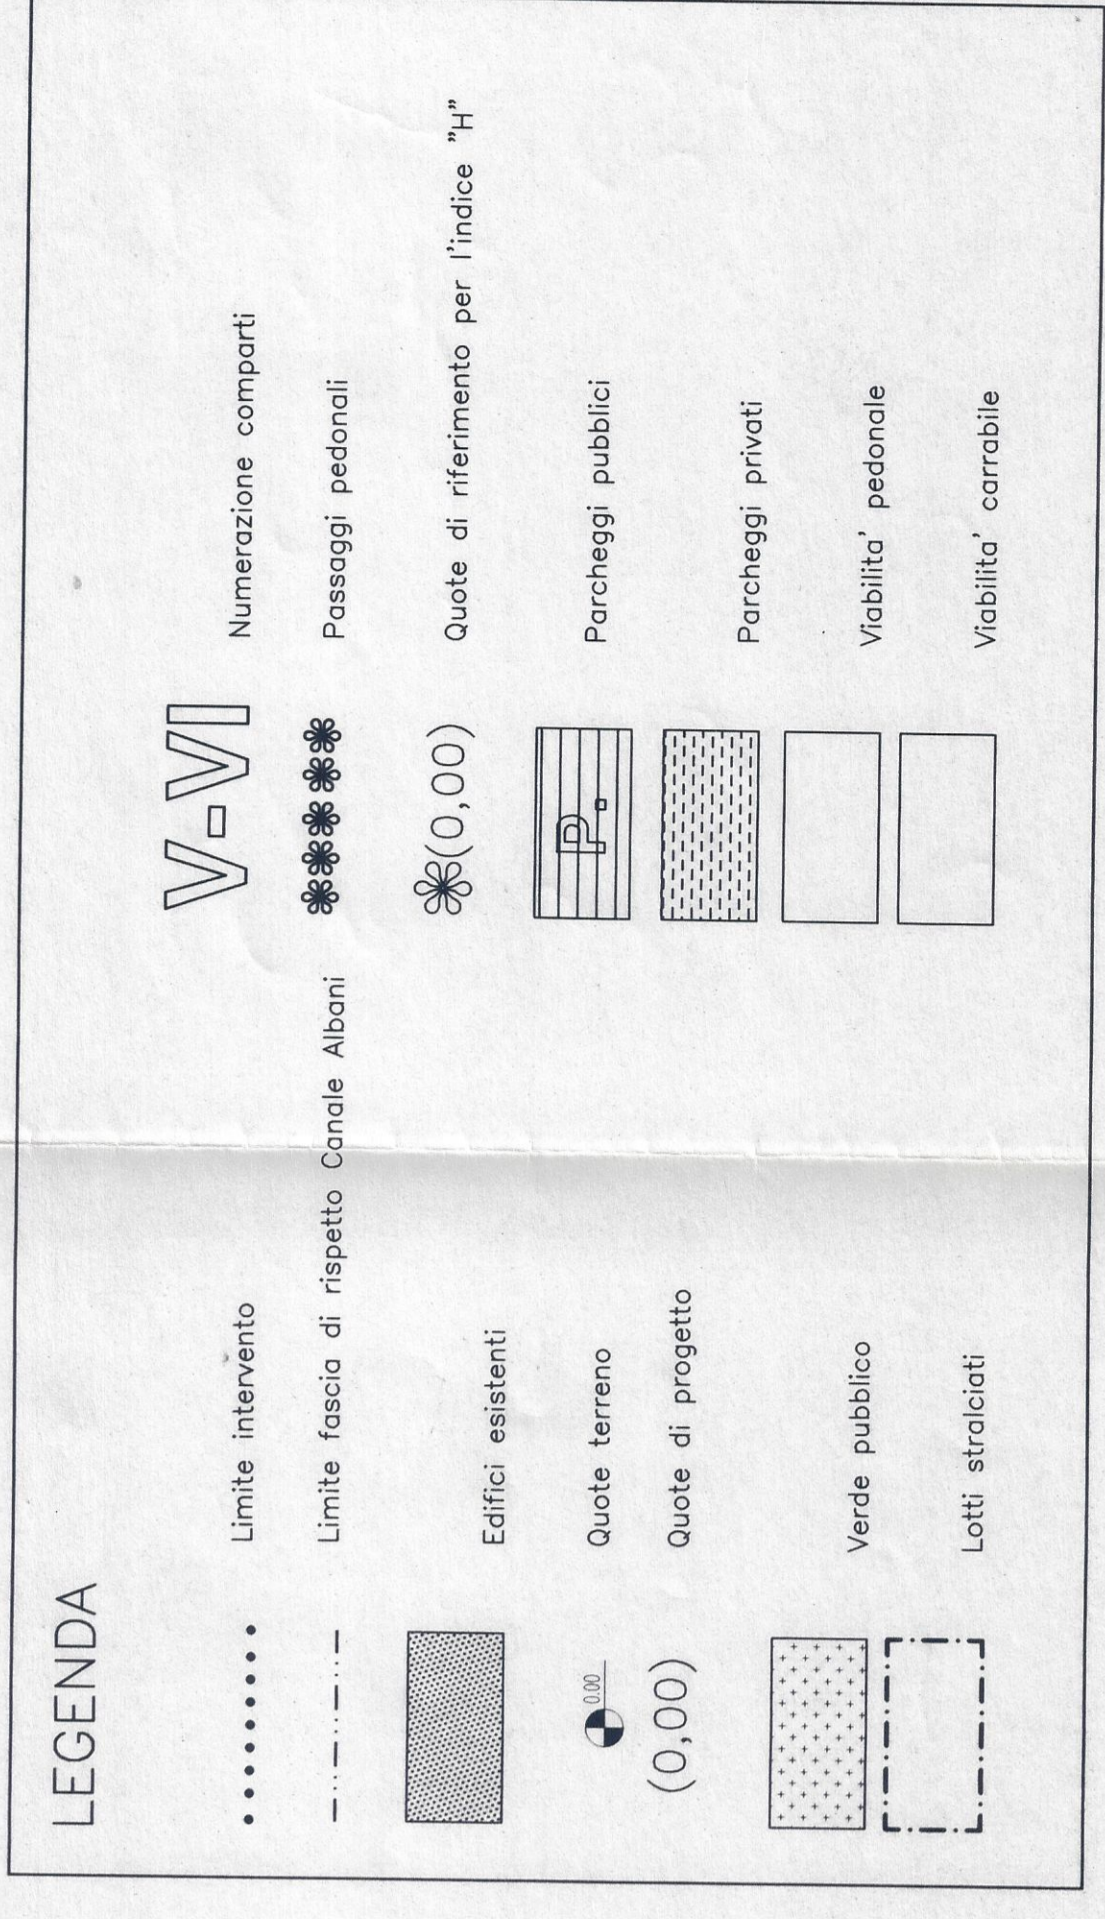 LEGENDA
Limite intervento
Limite fascia di rispetto Canale Albani
Edifici esistenti
0.00 Quote terreno
(0,00) Quote di progetto
Verde pubblico
Lotti stralciati
V-VI Numerazione comparti
Passaggi pedonali
(0,00) Quote di riferimento per l'indice "H"
P. Parcheggi pubblici
Parcheggi privati
Viabilita' pedonale
Viabilita' carrabile